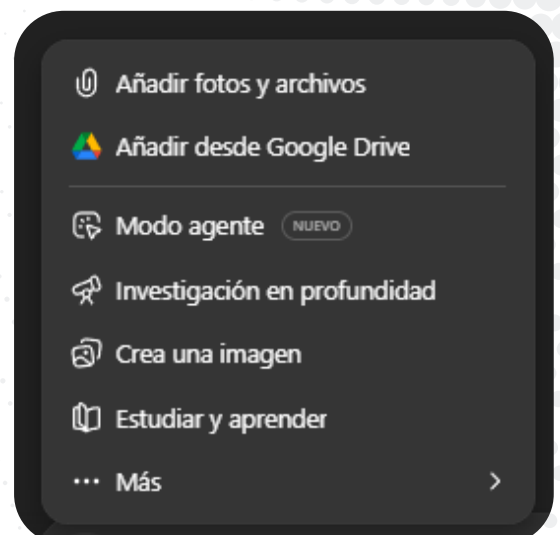 Añadir fotos y archivos
Añadir desde Google Drive
Modo agente NUEVO
Investigación en profundidad
Crea una imagen
Estudiar y aprender
Más